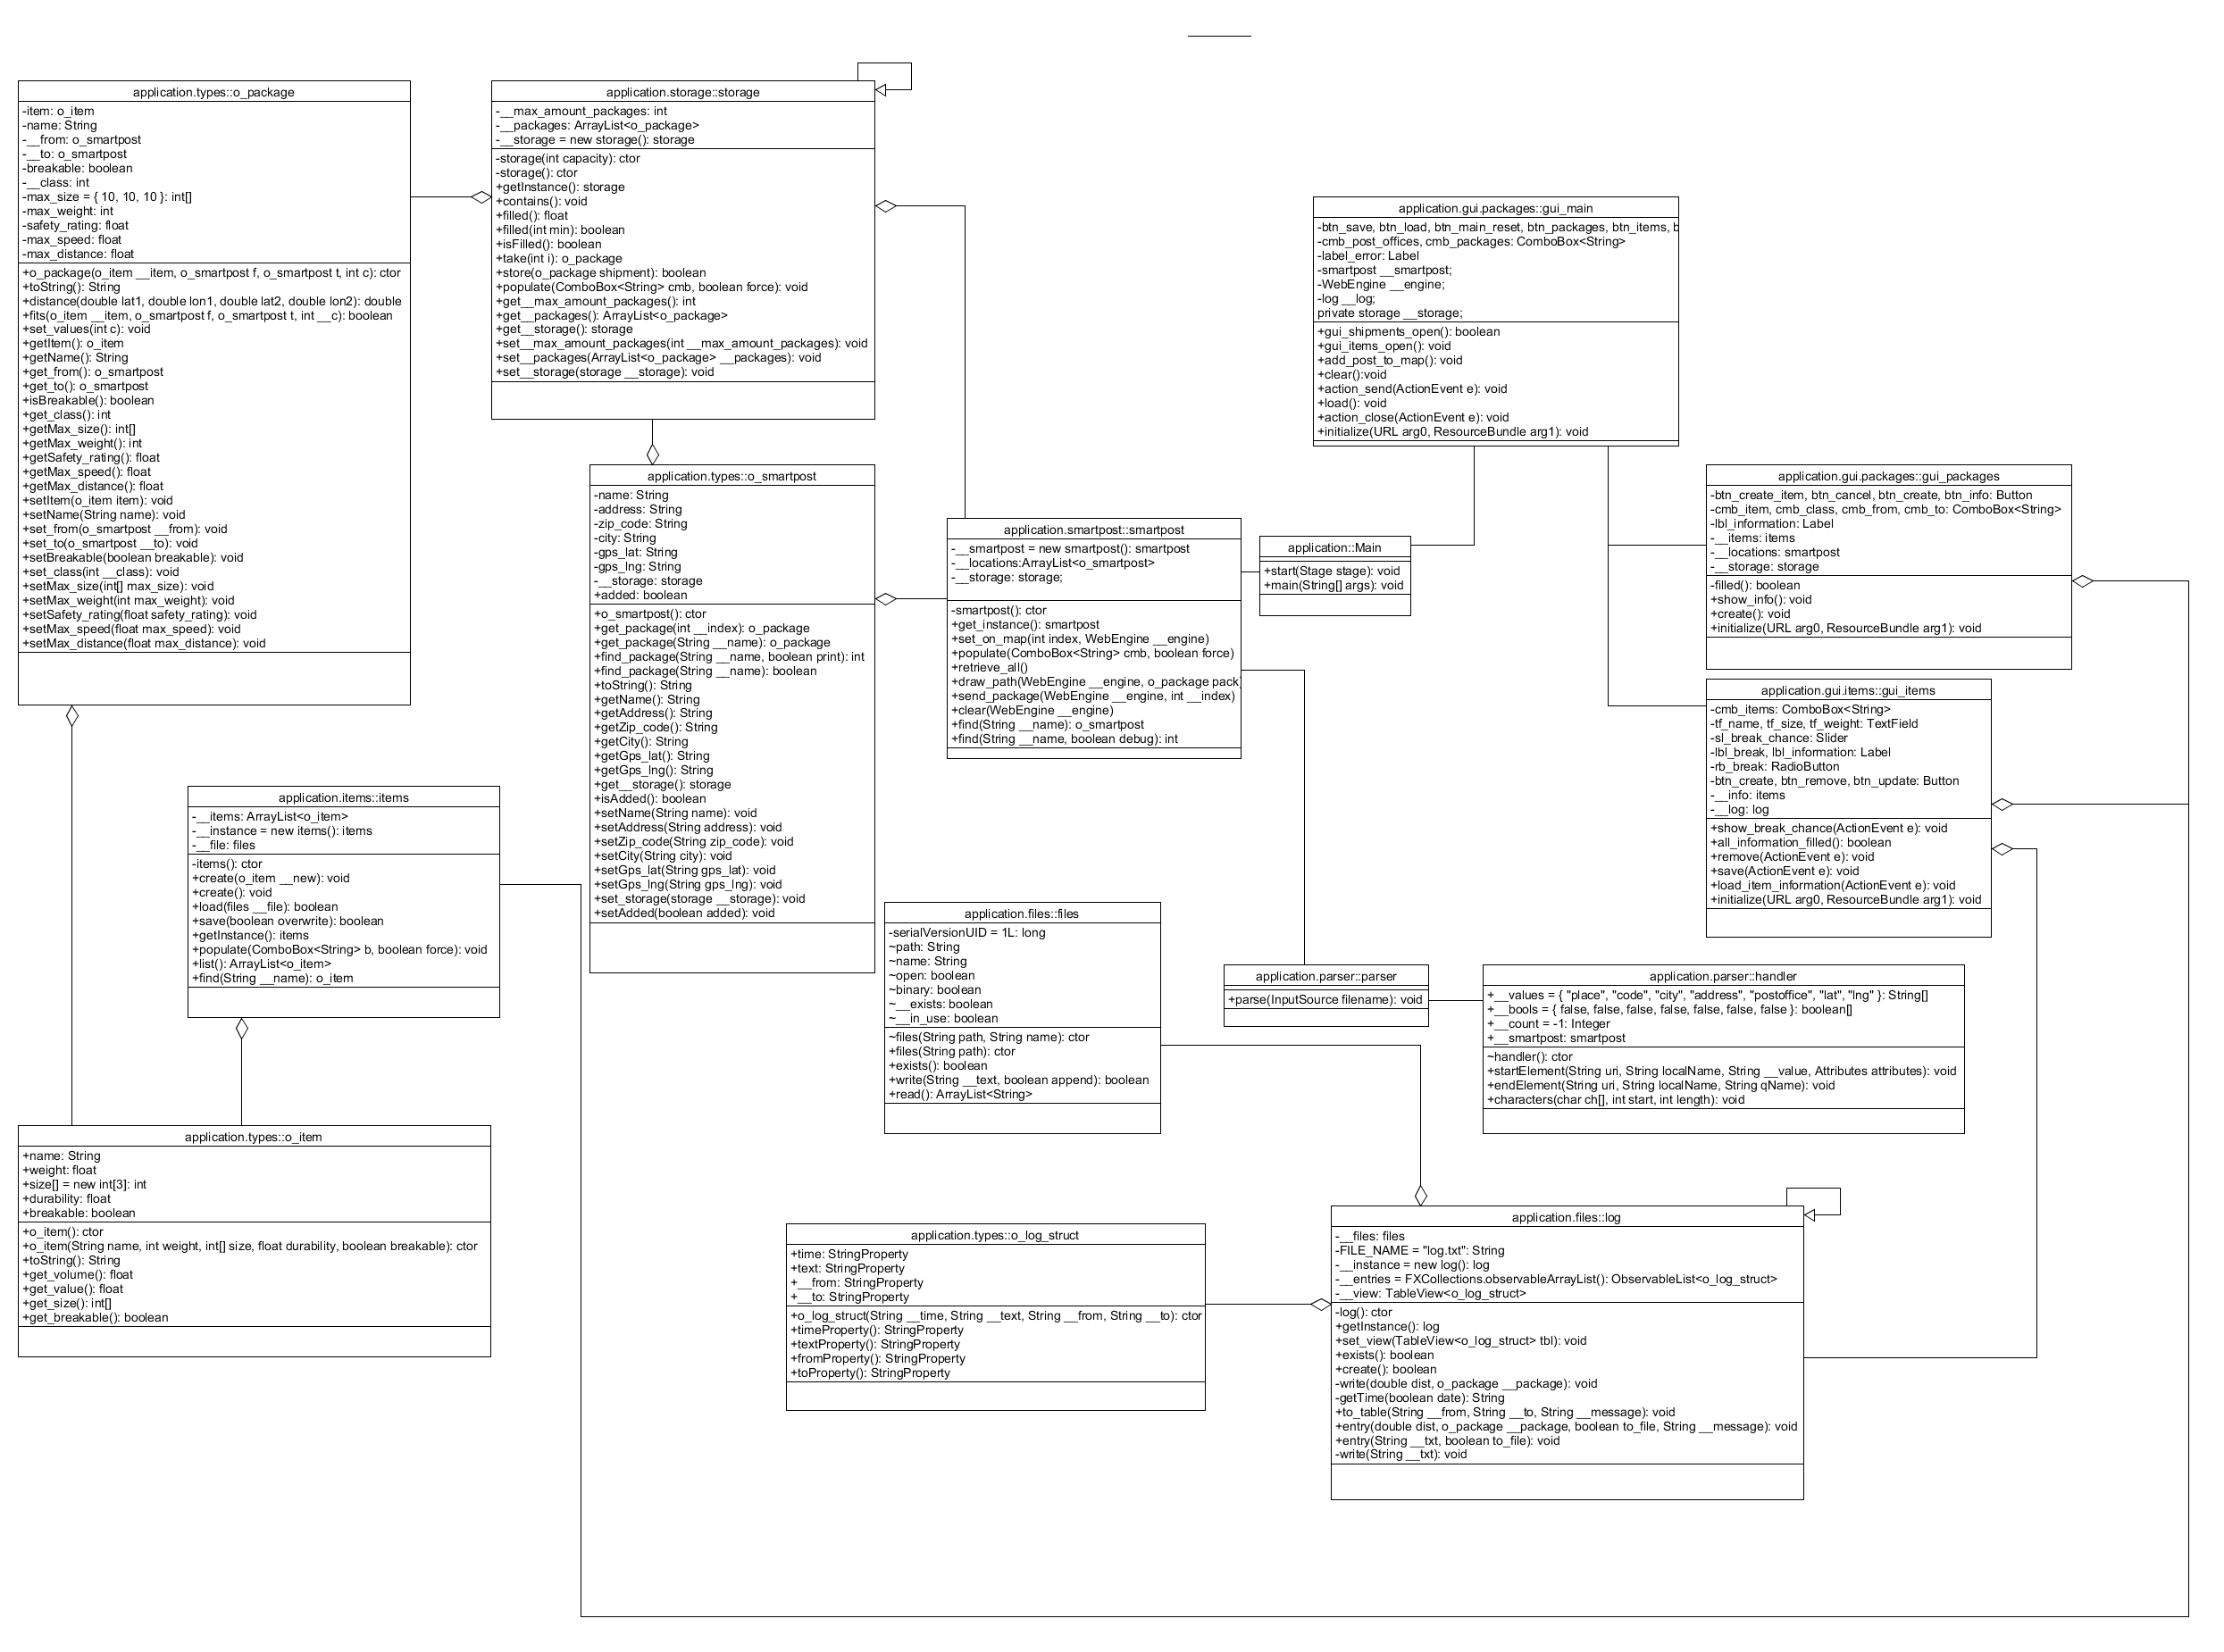 application.types::o_package
-item: o_item
-name: String
-__from: o_smartpost
-__to: o_smartpost
-breakable: boolean
-__class: int
-max_size = { 10, 10, 10 }: int[]
-max_weight: int
-safety_rating: float
-max_speed: float
-max_distance: float
+o_package(o_item __item, o_smartpost f, o_smartpost t, int c): ctor
+toString(): String
+distance(double lat1, double lon1, double lat2, double lon2): double
+fits(o_item __item, o_smartpost f, o_smartpost t, int __c): boolean
+set_values(int c): void
+getItem(): o_item
+getName(): String
+get_from(): o_smartpost
+get_to(): o_smartpost
+isBreakable(): boolean
+get_class(): int
+getMax_size(): int[]
+getMax_weight(): int
+getSafety_rating(): float
+getMax_speed(): float
+getMax_distance(): float
+setItem(o_item item): void
+setName(String name): void
+set_from(o_smartpost __from): void
+set_to(o_smartpost __to): void
+setBreakable(boolean breakable): void
+set_class(int __class): void
+setMax_size(int[] max_size): void
+setMax_weight(int max_weight): void
+setSafety_rating(float safety_rating): void
+setMax_speed(float max_speed): void
+setMax_distance(float max_distance): void
application.storage::storage
-__max_amount_packages: int
-__packages: ArrayList<o_package>
-__storage = new storage(): storage
-storage(int capacity): ctor
-storage(): ctor
+getInstance(): storage
+contains(): void
+filled(): float
+filled(int min): boolean
+isFilled(): boolean
+take(int i): o_package
+store(o_package shipment): boolean
+populate(ComboBox<String> cmb, boolean force): void
+get__max_amount_packages(): int
+get__packages(): ArrayList<o_package>
+get__storage(): storage
+set__max_amount_packages(int __max_amount_packages): void
+set__packages(ArrayList<o_package> __packages): void
+set__storage(storage __storage): void
application.gui.packages::gui_main
-btn_save, btn_load, btn_main_reset, btn_packages, btn_items, b
-cmb_post_offices, cmb_packages: ComboBox<String>
-label_error: Label
-smartpost __smartpost;
-WebEngine __engine;
-log __log;
private storage __storage;
+gui_shipments_open(): boolean
+gui_items_open(): void
+add_post_to_map(): void
+clear():void
+action_send(ActionEvent e): void
+load(): void
+action_close(ActionEvent e): void
+initialize(URL arg0, ResourceBundle arg1): void
application.types::o_smartpost
-name: String
-address: String
-zip_code: String
-city: String
-gps_lat: String
-gps_lng: String
-__storage: storage
+added: boolean
+o_smartpost(): ctor
+get_package(int __index): o_package
+get_package(String __name): o_package
+find_package(String __name, boolean print): int
+find_package(String __name): boolean
+toString(): String
+getName(): String
+getAddress(): String
+getZip_code(): String
+getCity(): String
+getGps_lat(): String
+getGps_lng(): String
+get__storage(): storage
+isAdded(): boolean
+setName(String name): void
+setAddress(String address): void
+setZip_code(String zip_code): void
+setCity(String city): void
+setGps_lat(String gps_lat): void
+setGps_lng(String gps_lng): void
+set_storage(storage __storage): void
+setAdded(boolean added): void
application.smartpost::smartpost
-__smartpost = new smartpost(): smartpost
-__locations:ArrayList<o_smartpost>
-__storage: storage;
-smartpost(): ctor
+get_instance(): smartpost
+set_on_map(int index, WebEngine __engine)
+populate(ComboBox<String> cmb, boolean force)
+retrieve_all()
+draw_path(WebEngine __engine, o_package pack
+send_package(WebEngine __engine, int __index)
+clear(WebEngine __engine)
+find(String __name): o_smartpost
+find(String __name, boolean debug): int
application::Main
+start(Stage stage): void
+main(String[] args): void
application.gui.packages::gui_packages
-btn_create_item, btn_cancel, btn_create, btn_info: Button
-cmb_item, cmb_class, cmb_from, cmb_to: ComboBox<String>
-lbl_information: Label
-__items: items
-__locations: smartpost
-__storage: storage
-filled(): boolean
+show_info(): void
+create(): void
+initialize(URL arg0, ResourceBundle arg1): void
application.gui.items::gui_items
-cmb_items: ComboBox<String>
-tf_name, tf_size, tf_weight: TextField
-sl_break_chance: Slider
-lbl_break, lbl_information: Label
-rb_break: RadioButton
-btn_create, btn_remove, btn_update: Button
-__info: items
-__log: log
+show_break_chance(ActionEvent e): void
+all_information_filled(): boolean
+remove(ActionEvent e): void
+save(ActionEvent e): void
+load_item_information(ActionEvent e): void
+initialize(URL arg0, ResourceBundle arg1): void
application.items::items
-__items: ArrayList<o_item>
-__instance = new items(): items
-__file: files
-items(): ctor
+create(o_item __new): void
+create(): void
+load(files __file): boolean
+save(boolean overwrite): boolean
+getInstance(): items
+populate(ComboBox<String> b, boolean force): void
+list(): ArrayList<o_item>
+find(String __name): o_item
application.files::files
-serialVersionUID = 1L: long
~path: String
~name: String
~open: boolean
~binary: boolean
~__exists: boolean
~__in_use: boolean
~files(String path, String name): ctor
+files(String path): ctor
+exists(): boolean
+write(String __text, boolean append): boolean
+read(): ArrayList<String>
application.parser::parser
+parse(InputSource filename): void
application.parser::handler
+__values = { "place", "code", "city", "address", "postoffice", "lat", "lng" }: String[]
+__bools = { false, false, false, false, false, false, false }: boolean[]
+__count = -1: Integer
+__smartpost: smartpost
~handler(): ctor
+startElement(String uri, String localName, String __value, Attributes attributes): void
+endElement(String uri, String localName, String qName): void
+characters(char ch[], int start, int length): void
application.types::o_item
+name: String
+weight: float
+size[] = new int[3]: int
+durability: float
+breakable: boolean
+o_item(): ctor
+o_item(String name, int weight, int[] size, float durability, boolean breakable): ctor
+toString(): String
+get_volume(): float
+get_value(): float
+get_size(): int[]
+get_breakable(): boolean
application.types::o_log_struct
+time: StringProperty
+text: StringProperty
+__from: StringProperty
+__to: StringProperty
+o_log_struct(String __time, String __text, String __from, String __to): ctor
+timeProperty(): StringProperty
+textProperty(): StringProperty
+fromProperty(): StringProperty
+toProperty(): StringProperty
application.files::log
-__files: files
-FILE_NAME = "log.txt": String
-__instance = new log(): log
-__entries = FXCollections.observableArrayList(): ObservableList<o_log_struct>
-__view: TableView<o_log_struct>
-log(): ctor
+getInstance(): log
+set_view(TableView<o_log_struct> tbl): void
+exists(): boolean
+create(): boolean
-write(double dist, o_package __package): void
-getTime(boolean date): String
+to_table(String __from, String __to, String __message): void
+entry(double dist, o_package __package, boolean to_file, String __message): void
+entry(String __txt, boolean to_file): void
-write(String __txt): void